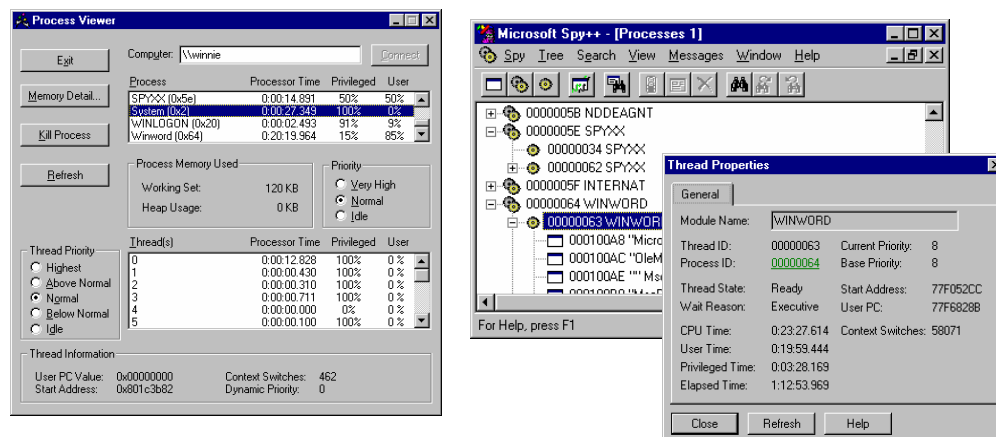 Process Viewer
Exit
Memory Detail...
Kill Process
Refresh
Computer: \\winnie Connect
Process Processor Time Privileged User
SPYXX (0x5e) 0:00:14.891 50% 50%
System (0x2) 0:00:27.349 100% 0%
WINLOGON (0x20) 0:00:02.493 91% 9%
Winword (0x64) 0:20:19.964 15% 85%
Process Memory Used
Working Set: 120 KB
Heap Usage: 0 KB
Priority
Very High
Normal
Idle
Thread Priority
Highest
Above Normal
Normal
Below Normal
Idle
Thread(s) Processor Time Privileged User
0 0:00:12.828 100% 0 %
1 0:00:00.430 100% 0 %
2 0:00:00.310 100% 0 %
3 0:00:00.711 100% 0 %
4 0:00:00.000 0% 0 %
5 0:00:00.100 100% 0 %
Thread Information
User PC Value: 0x00000000 Context Switches: 462
Start Address: 0x801c3b82 Dynamic Priority: 0
Microsoft Spy++ - [Processes 1]
Spy Tree Search View Messages Window Help
0000005B NDDEAGNT
0000005E SPYXX
00000034 SPYXX
00000062 SPYXX
0000005F INTERNAT
00000064 WINWORD
00000063 WINWOR
000100A8 "Micro
000100AC "OleM
000100AE "" Ms
For Help, press F1
Thread Properties
General
Module Name: WINWORD
Thread ID: 00000063 Current Priority: 8
Process ID: 00000064 Base Priority: 8
Thread State: Ready Start Address: 77F052CC
Wait Reason: Executive User PC: 77F6828B
CPU Time: 0:23:27.614 Context Switches: 58071
User Time: 0:19:59.444
Privileged Time: 0:03:28.169
Elapsed Time: 1:12:53.969
Close Refresh Help